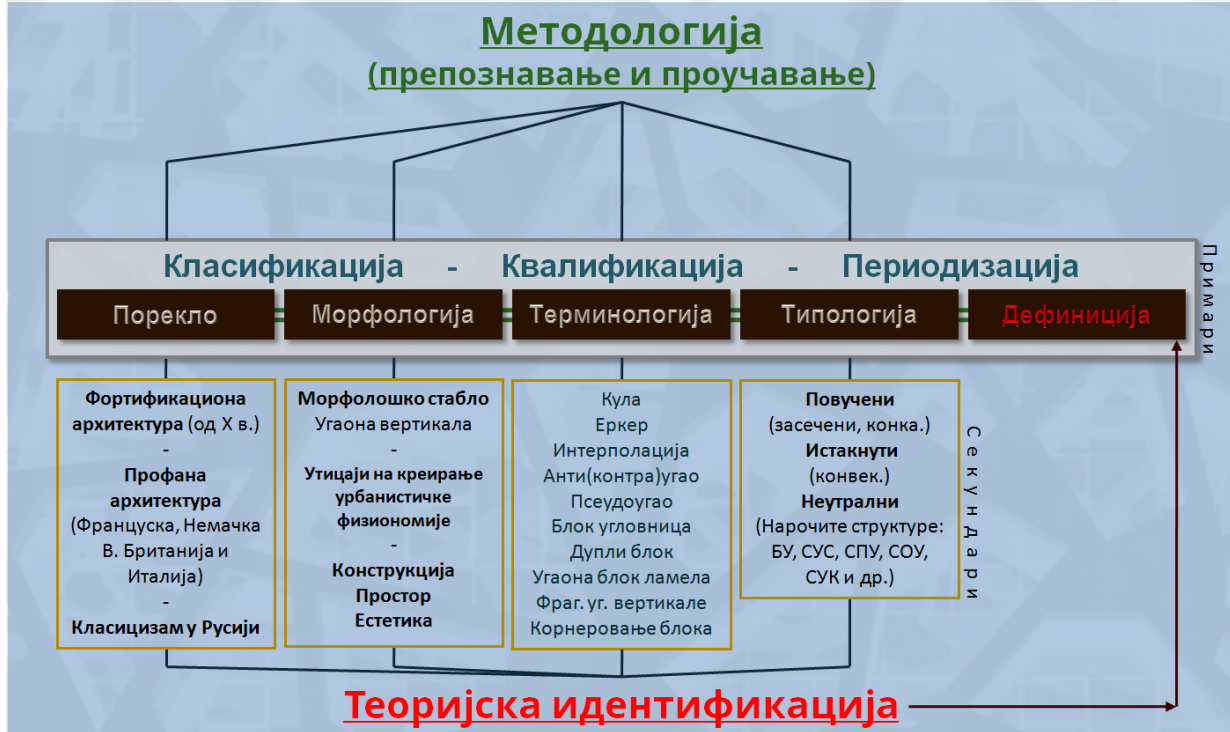 Методологија
(препознавање и проучавање)
Класификација - Квалификација - Периодизација
Порекло
Морфологија
Терминологија
Типологија
Дефиниција
Примари
Фортификациона
архитектура (од X в.)
-
Профана
архитектура
(Француска, Немачка
В. Британија и
Италија)
-
Класицизам у Русији
Морфолошко стабло
Угаона вертикала
-
Утицаји на креирање
урбанистичке
физиономије
-
Конструкција
Простор
Естетика
Кула
Еркер
Интерполација
Анти(контра)угао
Псеудоугао
Блок угловница
Дупли блок
Угаона блок ламела
Фраг. уг. вертикале
Корнеровање блока
Повучени
(засечени, конка.)
Истакнути
(конвек.)
Неутрални
(Нарочите структуре:
БУ, СУС, СПУ, СОУ,
СУК и др.)
Секундари
Теоријска идентификација